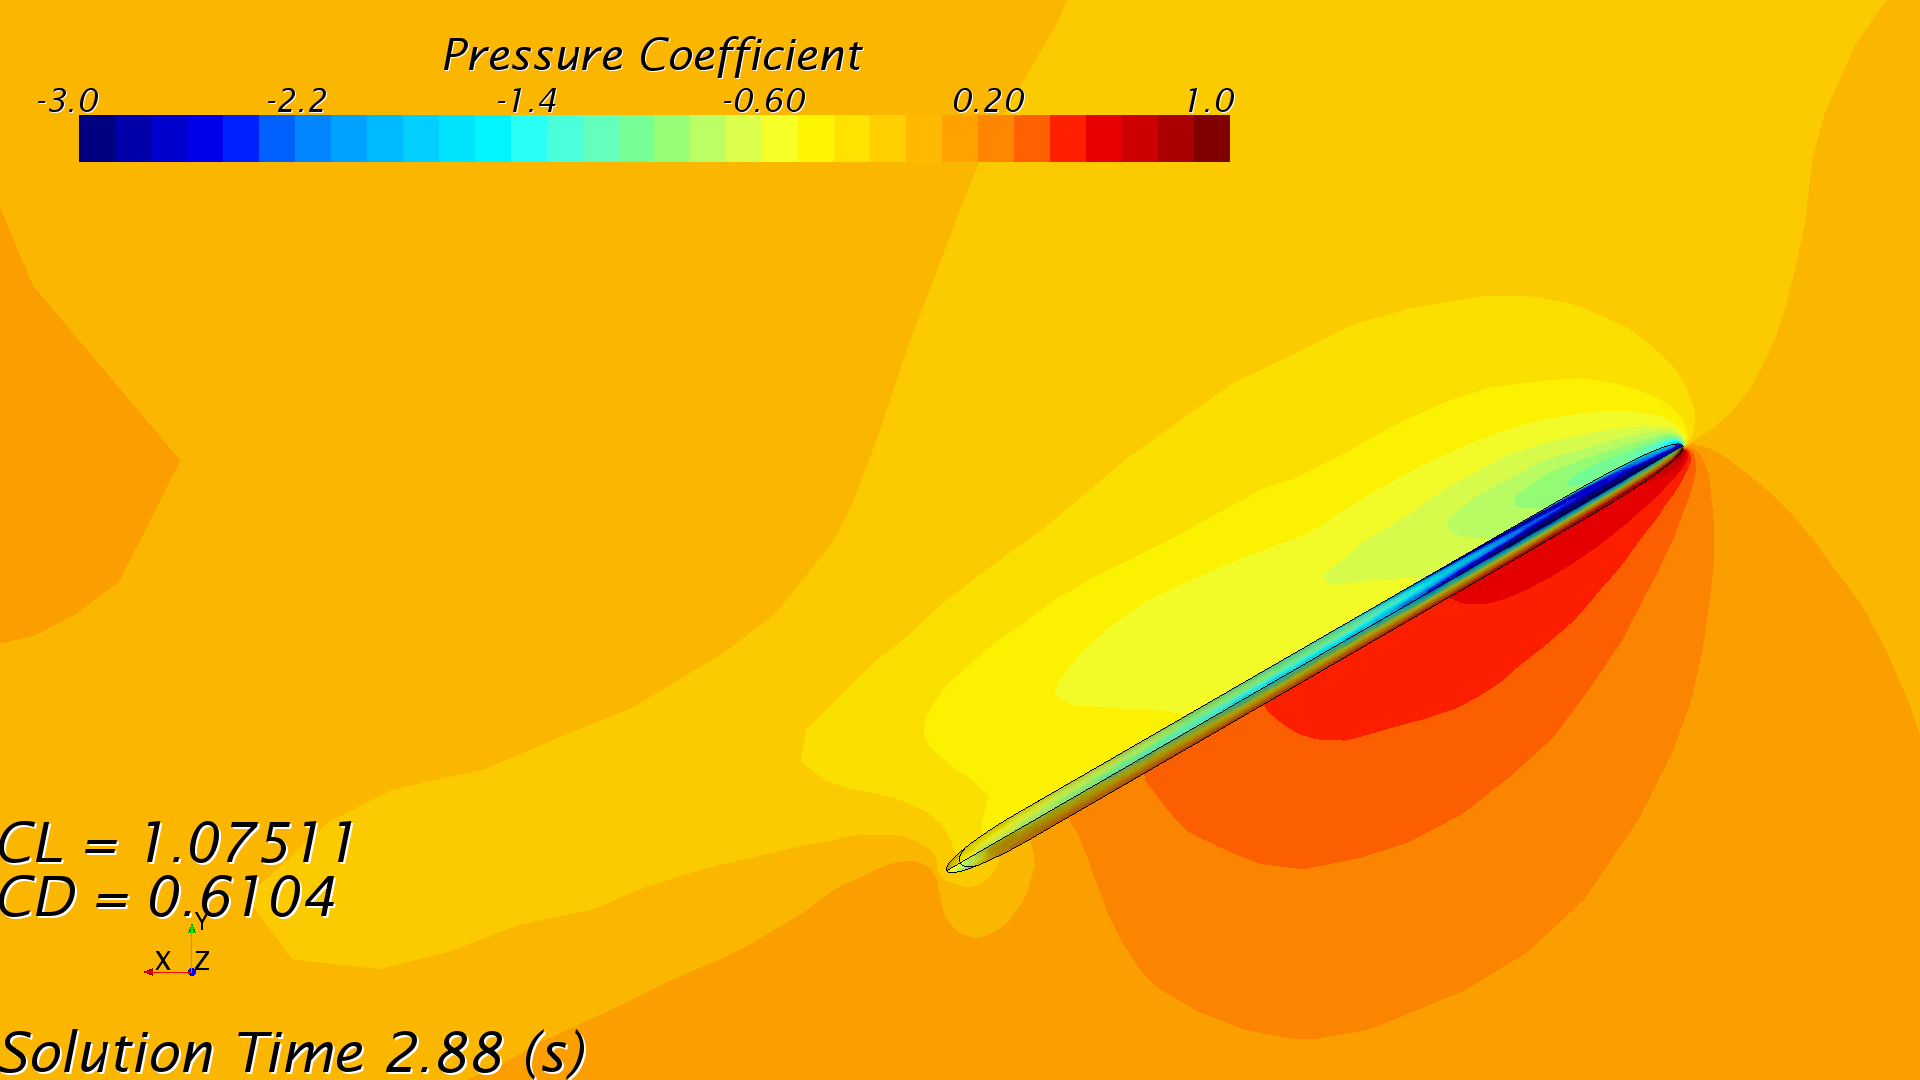 Pressure Coefficient
-3.0 -2.2 -1.4 -0.60 0.20 1.0
CL = 1.07511
CD = 0.6104
Y
X Z
Solution Time 2.88 (s)